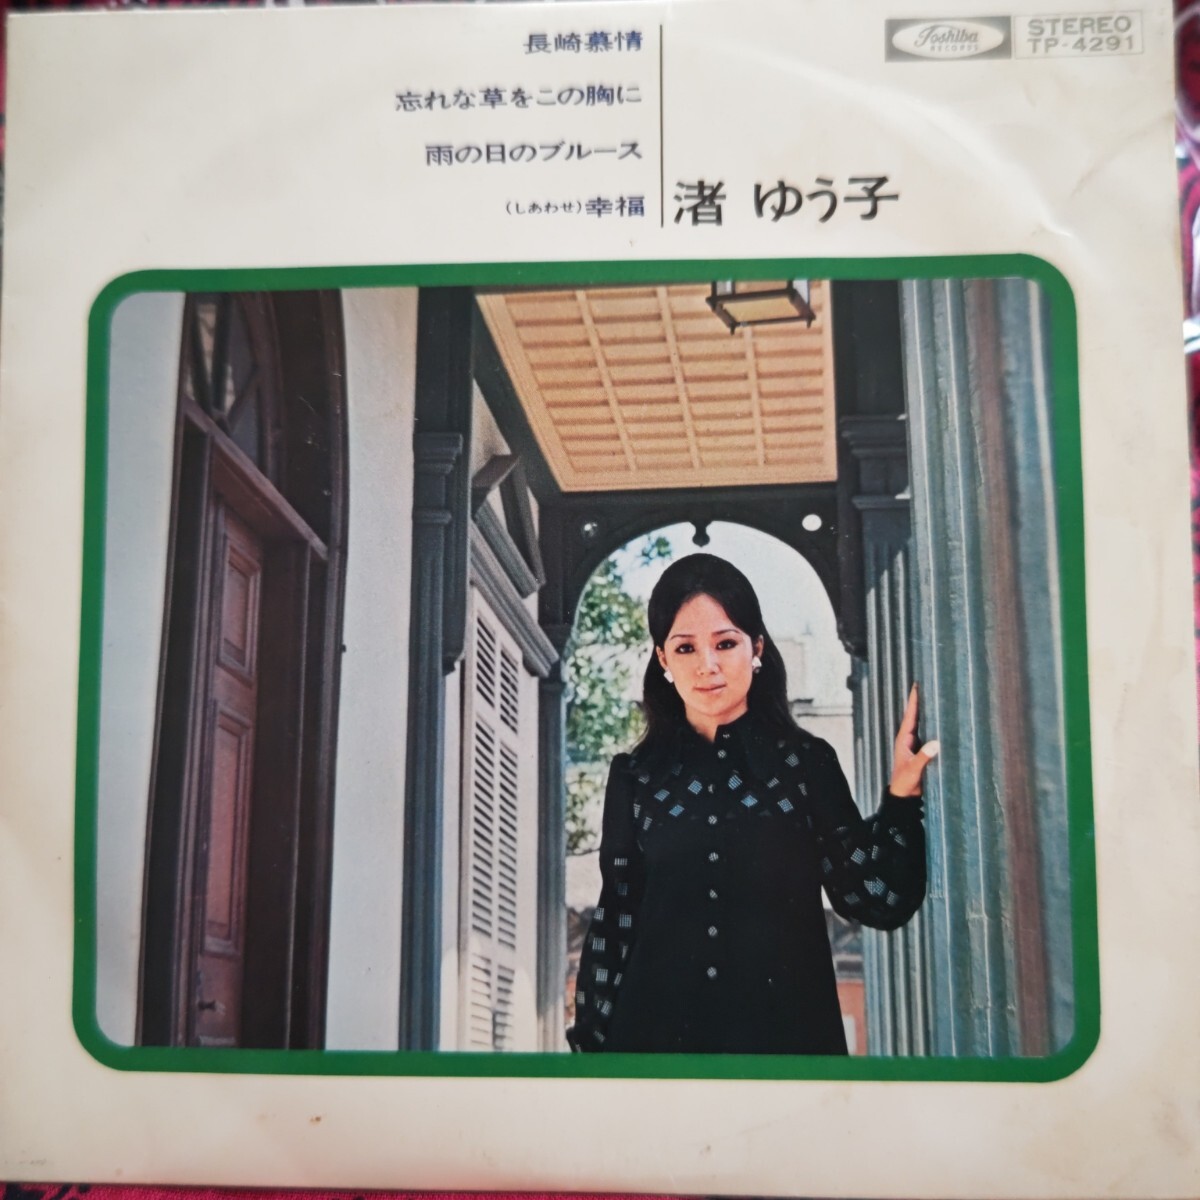 長崎慕情
忘れな草をこの胸に
雨の日のブルース
(しあわせ)幸福
渚 ゆう子
Toshiba
RECORDS
STEREO
TP-4291